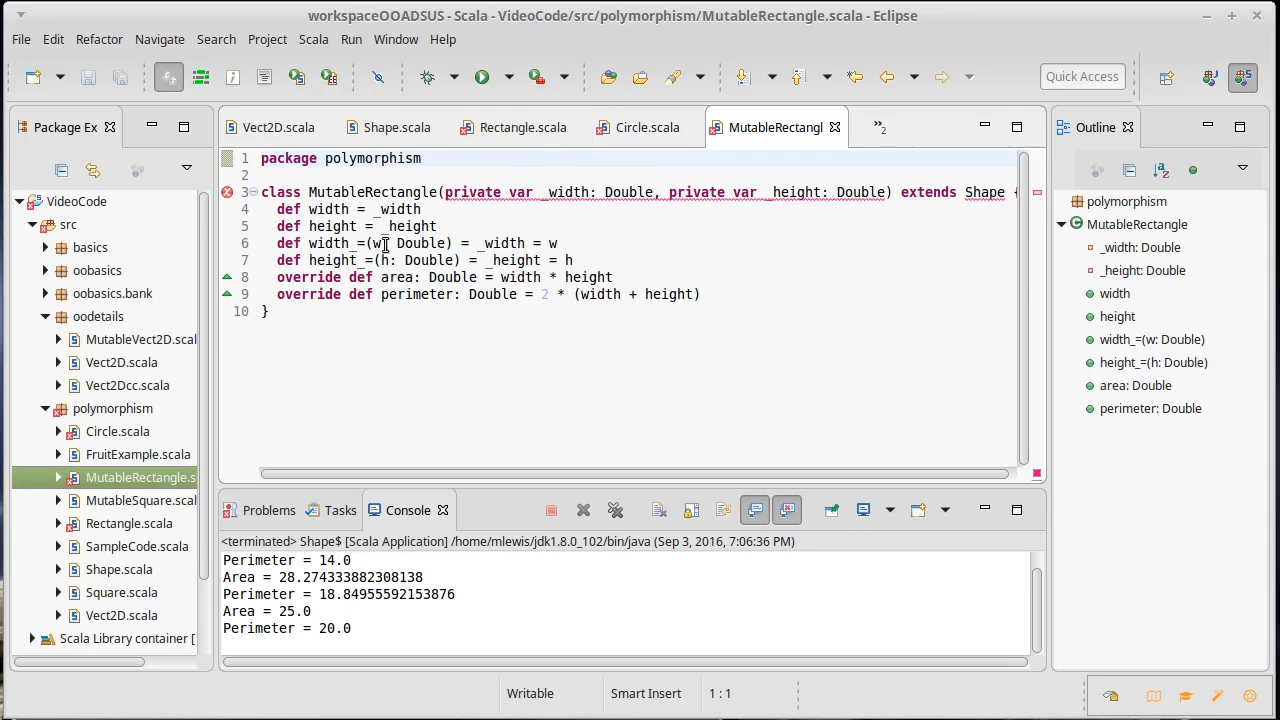 workspaceOOADSUS - Scala - VideoCode/src/polymorphism/MutableRectangle.scala - Eclipse
File Edit Refactor Navigate Search Project Scala Run Window Help
Quick Access
Package Ex
Vect2D.scala
Shape.scala
Rectangle.scala
Circle.scala
MutableRectangl
»2
Outline
VideoCode
src
basics
oobasics
oobasics.bank
oodetails
MutableVect2D.scal
Vect2D.scala
Vect2Dcc.scala
polymorphism
Circle.scala
FruitExample.scala
MutableRectangle.s
MutableSquare.scal
Rectangle.scala
SampleCode.scala
Shape.scala
Square.scala
Vect2D.scala
Scala Library container [
1 package polymorphism
2
3 class MutableRectangle(private var _width: Double, private var _height: Double) extends Shape {
4 def width = _width
5 def height = _height
6 def width_=(w: Double) = _width = w
7 def height_=(h: Double) = _height = h
8 override def area: Double = width * height
9 override def perimeter: Double = 2 * (width + height)
10 }
polymorphism
MutableRectangle
_width: Double
_height: Double
width
height
width_=(w: Double)
height_=(h: Double)
area: Double
perimeter: Double
Problems Tasks Console
<terminated> Shape$ [Scala Application] /home/mlewis/jdk1.8.0_102/bin/java (Sep 3, 2016, 7:06:36 PM)
Perimeter = 14.0
Area = 28.274333882308138
Perimeter = 18.84955592153876
Area = 25.0
Perimeter = 20.0
Writable Smart Insert 1 : 1